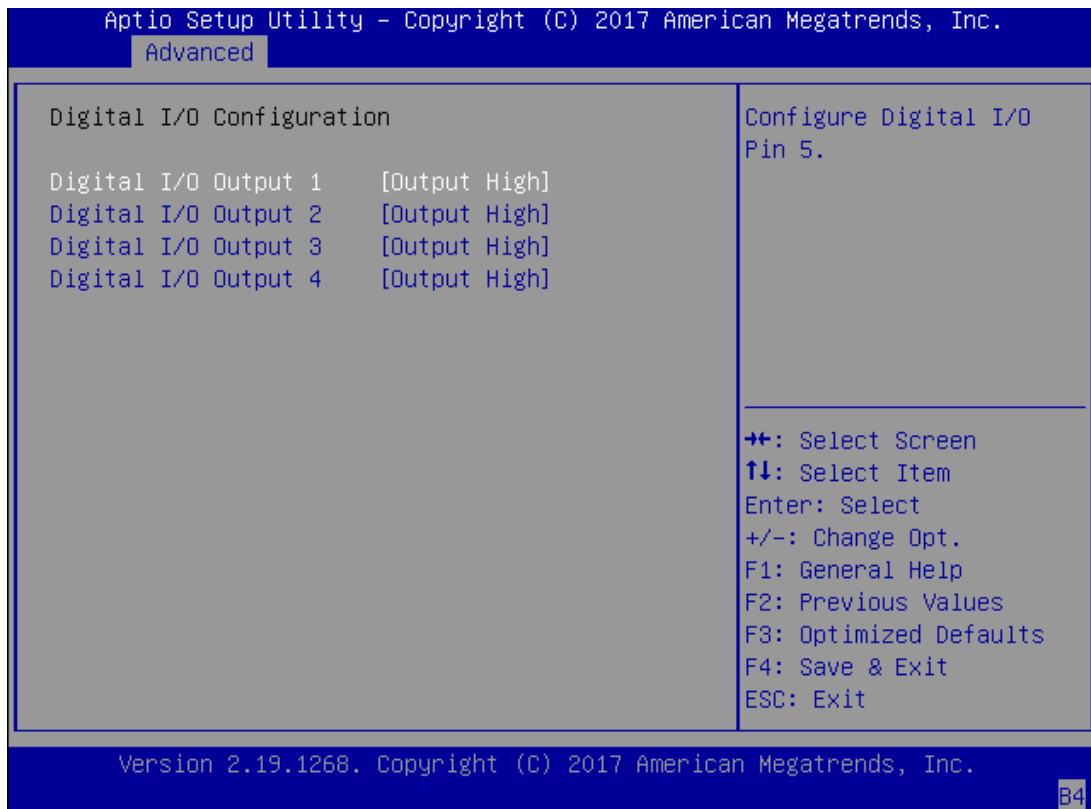 Aptio Setup Utility – Copyright (C) 2017 American Megatrends, Inc.
Advanced
Digital I/O Configuration
Digital I/O Output 1 [Output High]
Digital I/O Output 2 [Output High]
Digital I/O Output 3 [Output High]
Digital I/O Output 4 [Output High]
Configure Digital I/O
Pin 5.
→←: Select Screen
↑↓: Select Item
Enter: Select
+/-: Change Opt.
F1: General Help
F2: Previous Values
F3: Optimized Defaults
F4: Save & Exit
ESC: Exit
Version 2.19.1268. Copyright (C) 2017 American Megatrends, Inc.
B4